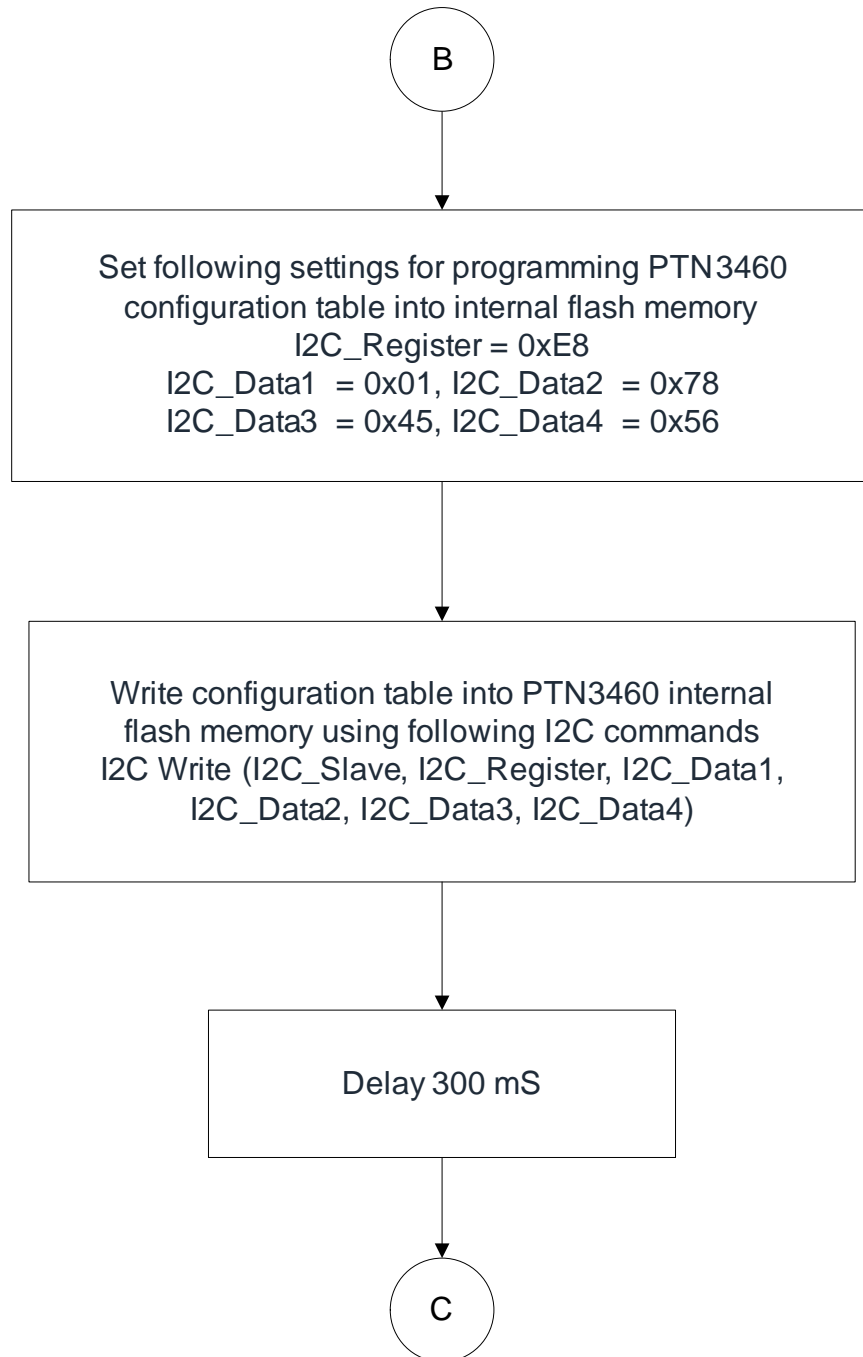 B
Set following settings for programming PTN3460
configuration table into internal flash memory
I2C_Register = 0xE8
I2C_Data1 = 0x01, I2C_Data2 = 0x78
I2C_Data3 = 0x45, I2C_Data4 = 0x56
Write configuration table into PTN3460 internal
flash memory using following I2C commands
I2C Write (I2C_Slave, I2C_Register, I2C_Data1,
I2C_Data2, I2C_Data3, I2C_Data4)
Delay 300 mS
C